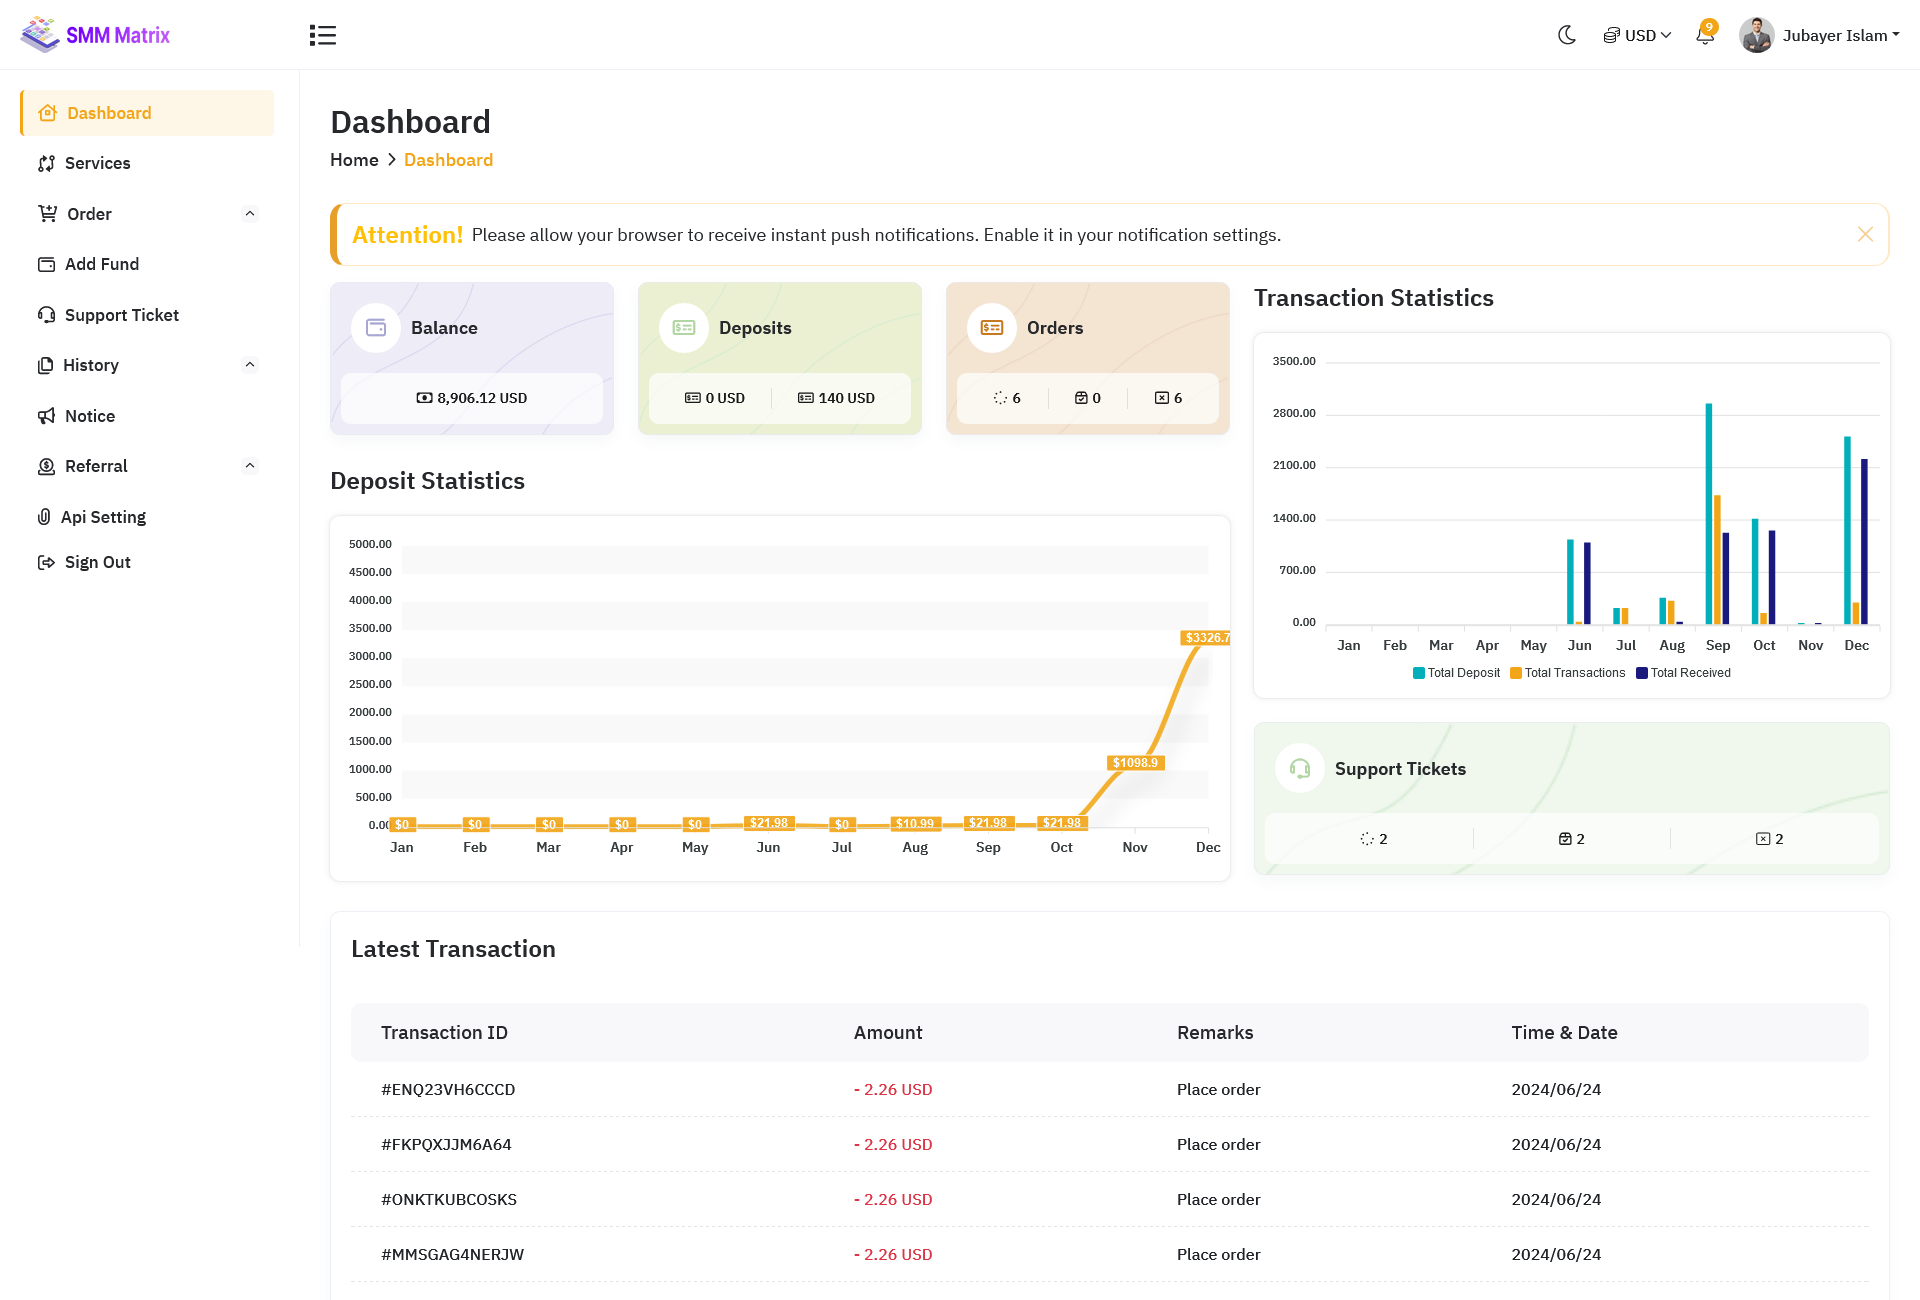 SMM Matrix
USD
9
Jubayer Islam
Dashboard
Services
Order
Add Fund
Support Ticket
History
Notice
Referral
Api Setting
Sign Out
Dashboard
Home > Dashboard
Attention! Please allow your browser to receive instant push notifications. Enable it in your notification settings.
Balance
8,906.12 USD
Deposits
0 USD
140 USD
Orders
6
0
6
Deposit Statistics
5000.00
4500.00
4000.00
3500.00
3000.00
2500.00
2000.00
1500.00
1000.00
500.00
0.00
$0 $0 $0 $0 $0 $21.98 $0 $10.99 $21.98 $21.98 $1098.9 $3326.7
Jan Feb Mar Apr May Jun Jul Aug Sep Oct Nov Dec
Transaction Statistics
3500.00
2800.00
2100.00
1400.00
700.00
0.00
Jan Feb Mar Apr May Jun Jul Aug Sep Oct Nov Dec
Total Deposit Total Transactions Total Received
Support Tickets
2
2
2
Latest Transaction
Transaction ID Amount Remarks Time & Date
#ENQ23VH6CCCD - 2.26 USD Place order 2024/06/24
#FKPQXJJM6A64 - 2.26 USD Place order 2024/06/24
#ONKTKUBCOSKS - 2.26 USD Place order 2024/06/24
#MMSGAG4NERJW - 2.26 USD Place order 2024/06/24